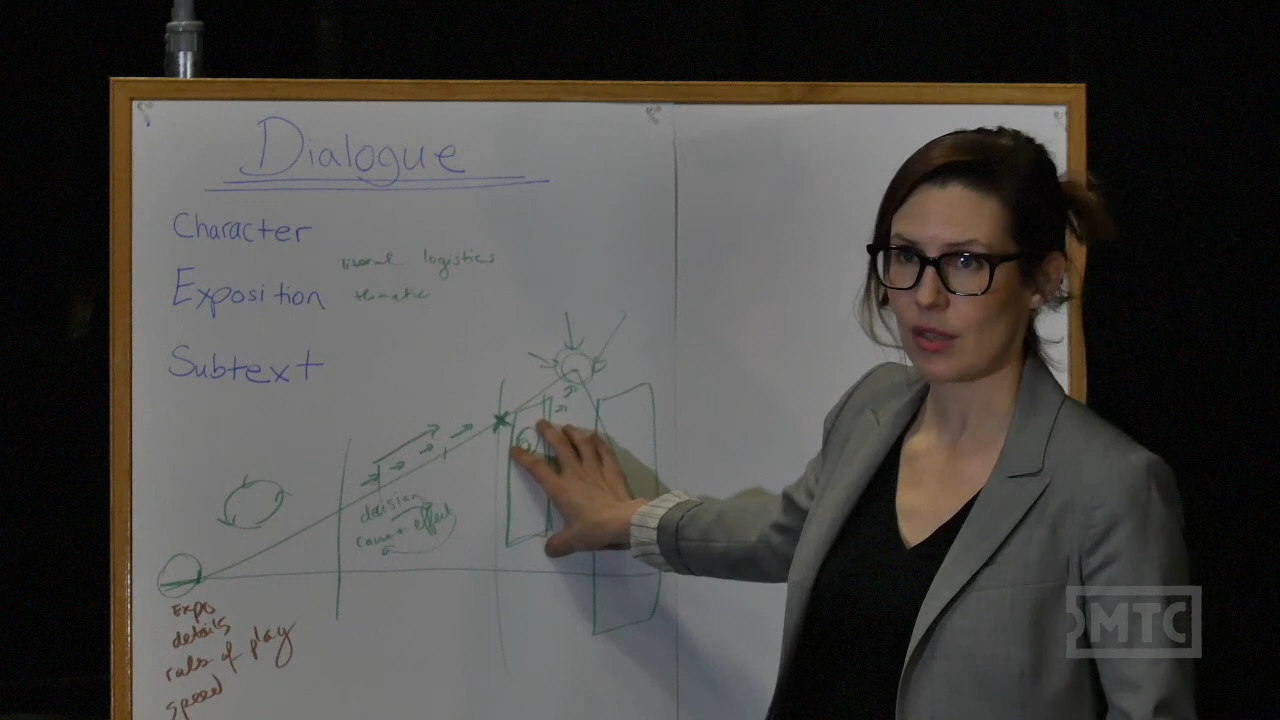 Dialogue
Character
Exposition
literal logistics
thematic
Subtext
decision
cause + effect
Expo
details
rules of play
speed
MTC